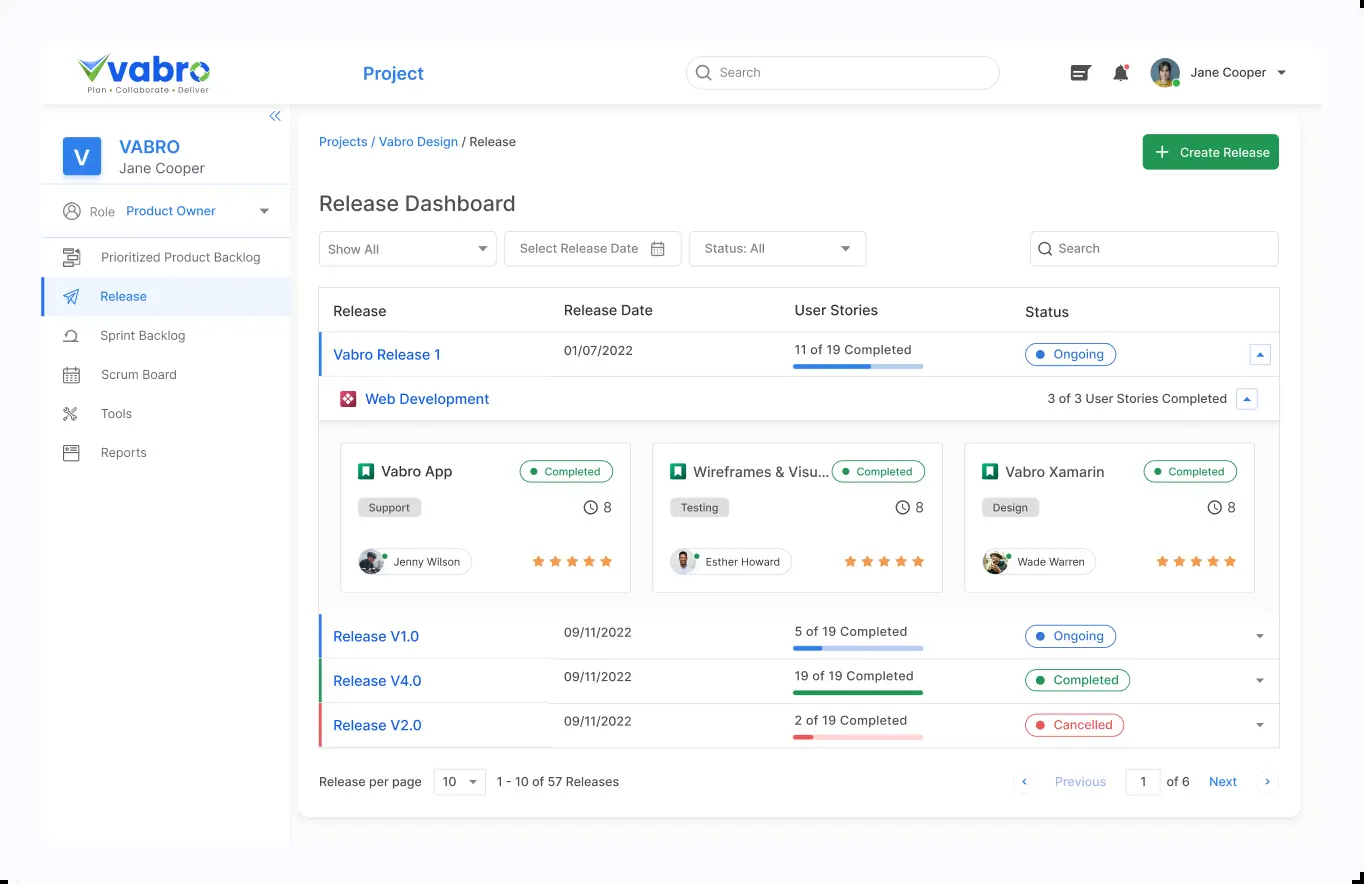 vabro
Plan • Collaborate • Deliver
Project
Search
Jane Cooper
V
VABRO
Jane Cooper
Role Product Owner
Prioritized Product Backlog
Release
Sprint Backlog
Scrum Board
Tools
Reports
Projects / Vabro Design / Release
+ Create Release
Release Dashboard
Show All
Select Release Date
Status: All
Search
Release Release Date User Stories Status
Vabro Release 1 01/07/2022 11 of 19 Completed Ongoing
Web Development 3 of 3 User Stories Completed
Vabro App Completed
Support 8
Jenny Wilson
Wireframes & Visu... Completed
Testing 8
Esther Howard
Vabro Xamarin Completed
Design 8
Wade Warren
Release V1.0 09/11/2022 5 of 19 Completed Ongoing
Release V4.0 09/11/2022 19 of 19 Completed Completed
Release V2.0 09/11/2022 2 of 19 Completed Cancelled
Release per page 10 1 - 10 of 57 Releases
< Previous 1 of 6 Next >